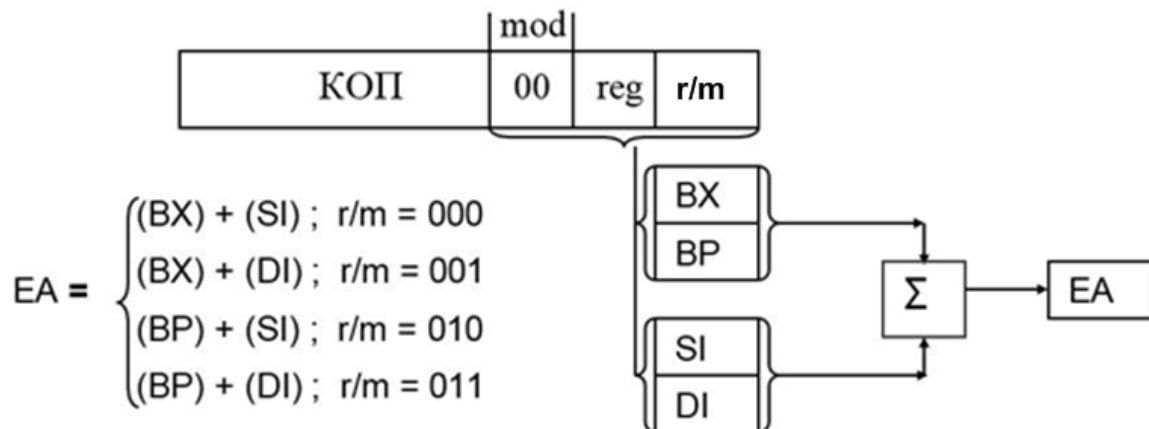 mod
КОП 00 reg r/m
EA = (BX) + (SI) ; r/m = 000
(BX) + (DI) ; r/m = 001
(BP) + (SI) ; r/m = 010
(BP) + (DI) ; r/m = 011
BX
BP
SI
DI
Σ
EA